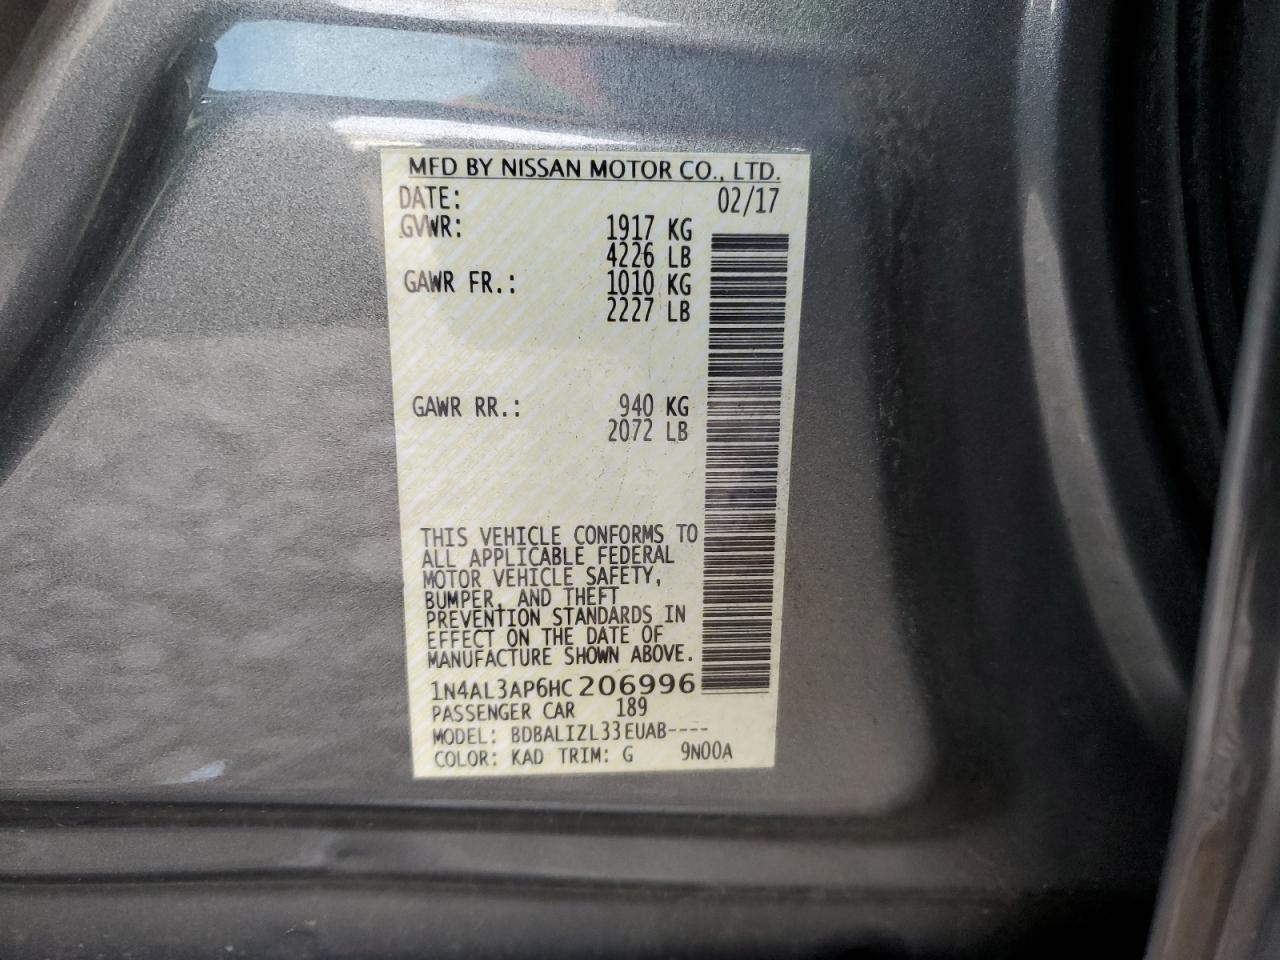 MFD BY NISSAN MOTOR CO., LTD.
DATE: 02/17
GVWR: 1917 KG
4226 LB
GAWR FR.: 1010 KG
2227 LB
GAWR RR.: 940 KG
2072 LB
THIS VEHICLE CONFORMS TO
ALL APPLICABLE FEDERAL
MOTOR VEHICLE SAFETY,
BUMPER, AND THEFT
PREVENTION STANDARDS IN
EFFECT ON THE DATE OF
MANUFACTURE SHOWN ABOVE.
1N4AL3AP6HC206996
PASSENGER CAR 189
MODEL: BDBALIZL33EUAB----
COLOR: KAD TRIM: G 9N00A